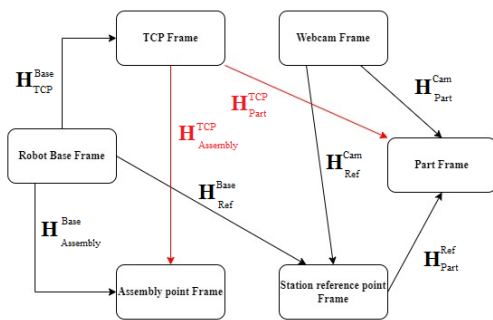 TCP Frame
Webcam Frame
H Base TCP
H TCP Part
H Cam Part
H TCP Assembly
Robot Base Frame
H Cam Ref
Part Frame
H Base Ref
H Base Assembly
H Ref Part
Assembly point Frame
Station reference point
Frame